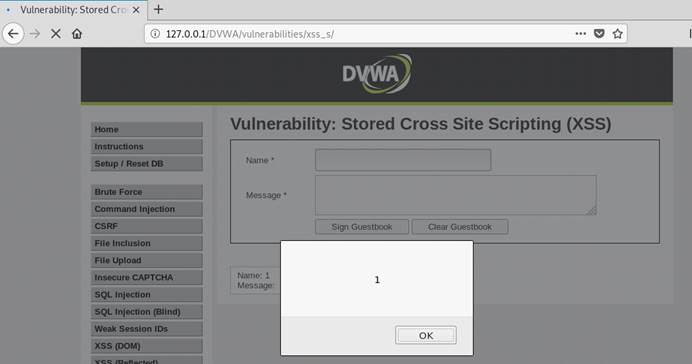 Vulnerability: Stored Cros
127.0.0.1/DVWA/vulnerabilities/xss_s/
DVWA
Home
Instructions
Setup / Reset DB
Brute Force
Command Injection
CSRF
File Inclusion
File Upload
Insecure CAPTCHA
SQL Injection
SQL Injection (Blind)
Weak Session IDs
XSS (DOM)
XSS (Reflected)
Vulnerability: Stored Cross Site Scripting (XSS)
Name *
Message *
Sign Guestbook Clear Guestbook
Name: 1
Message:
1
OK